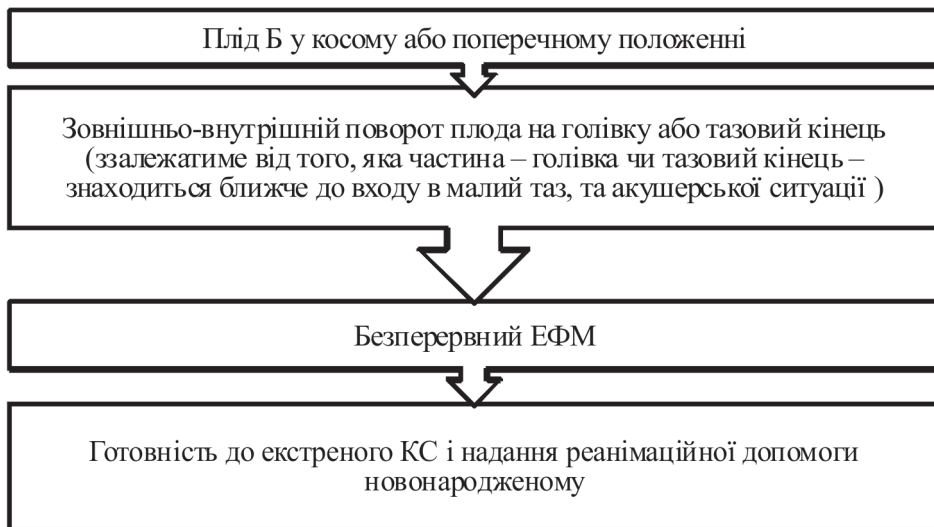 Плід Б у косому або поперечному положенні
Зовнішньо-внутрішній поворот плода на голівку або тазовий кінець
(ззалежатиме від того, яка частина – голівка чи тазовий кінець –
знаходиться ближче до входу в малий таз, та акушерської ситуації )
Безперервний ЕФМ
Готовність до екстреного КС і надання реанімаційної допомоги
новонародженому